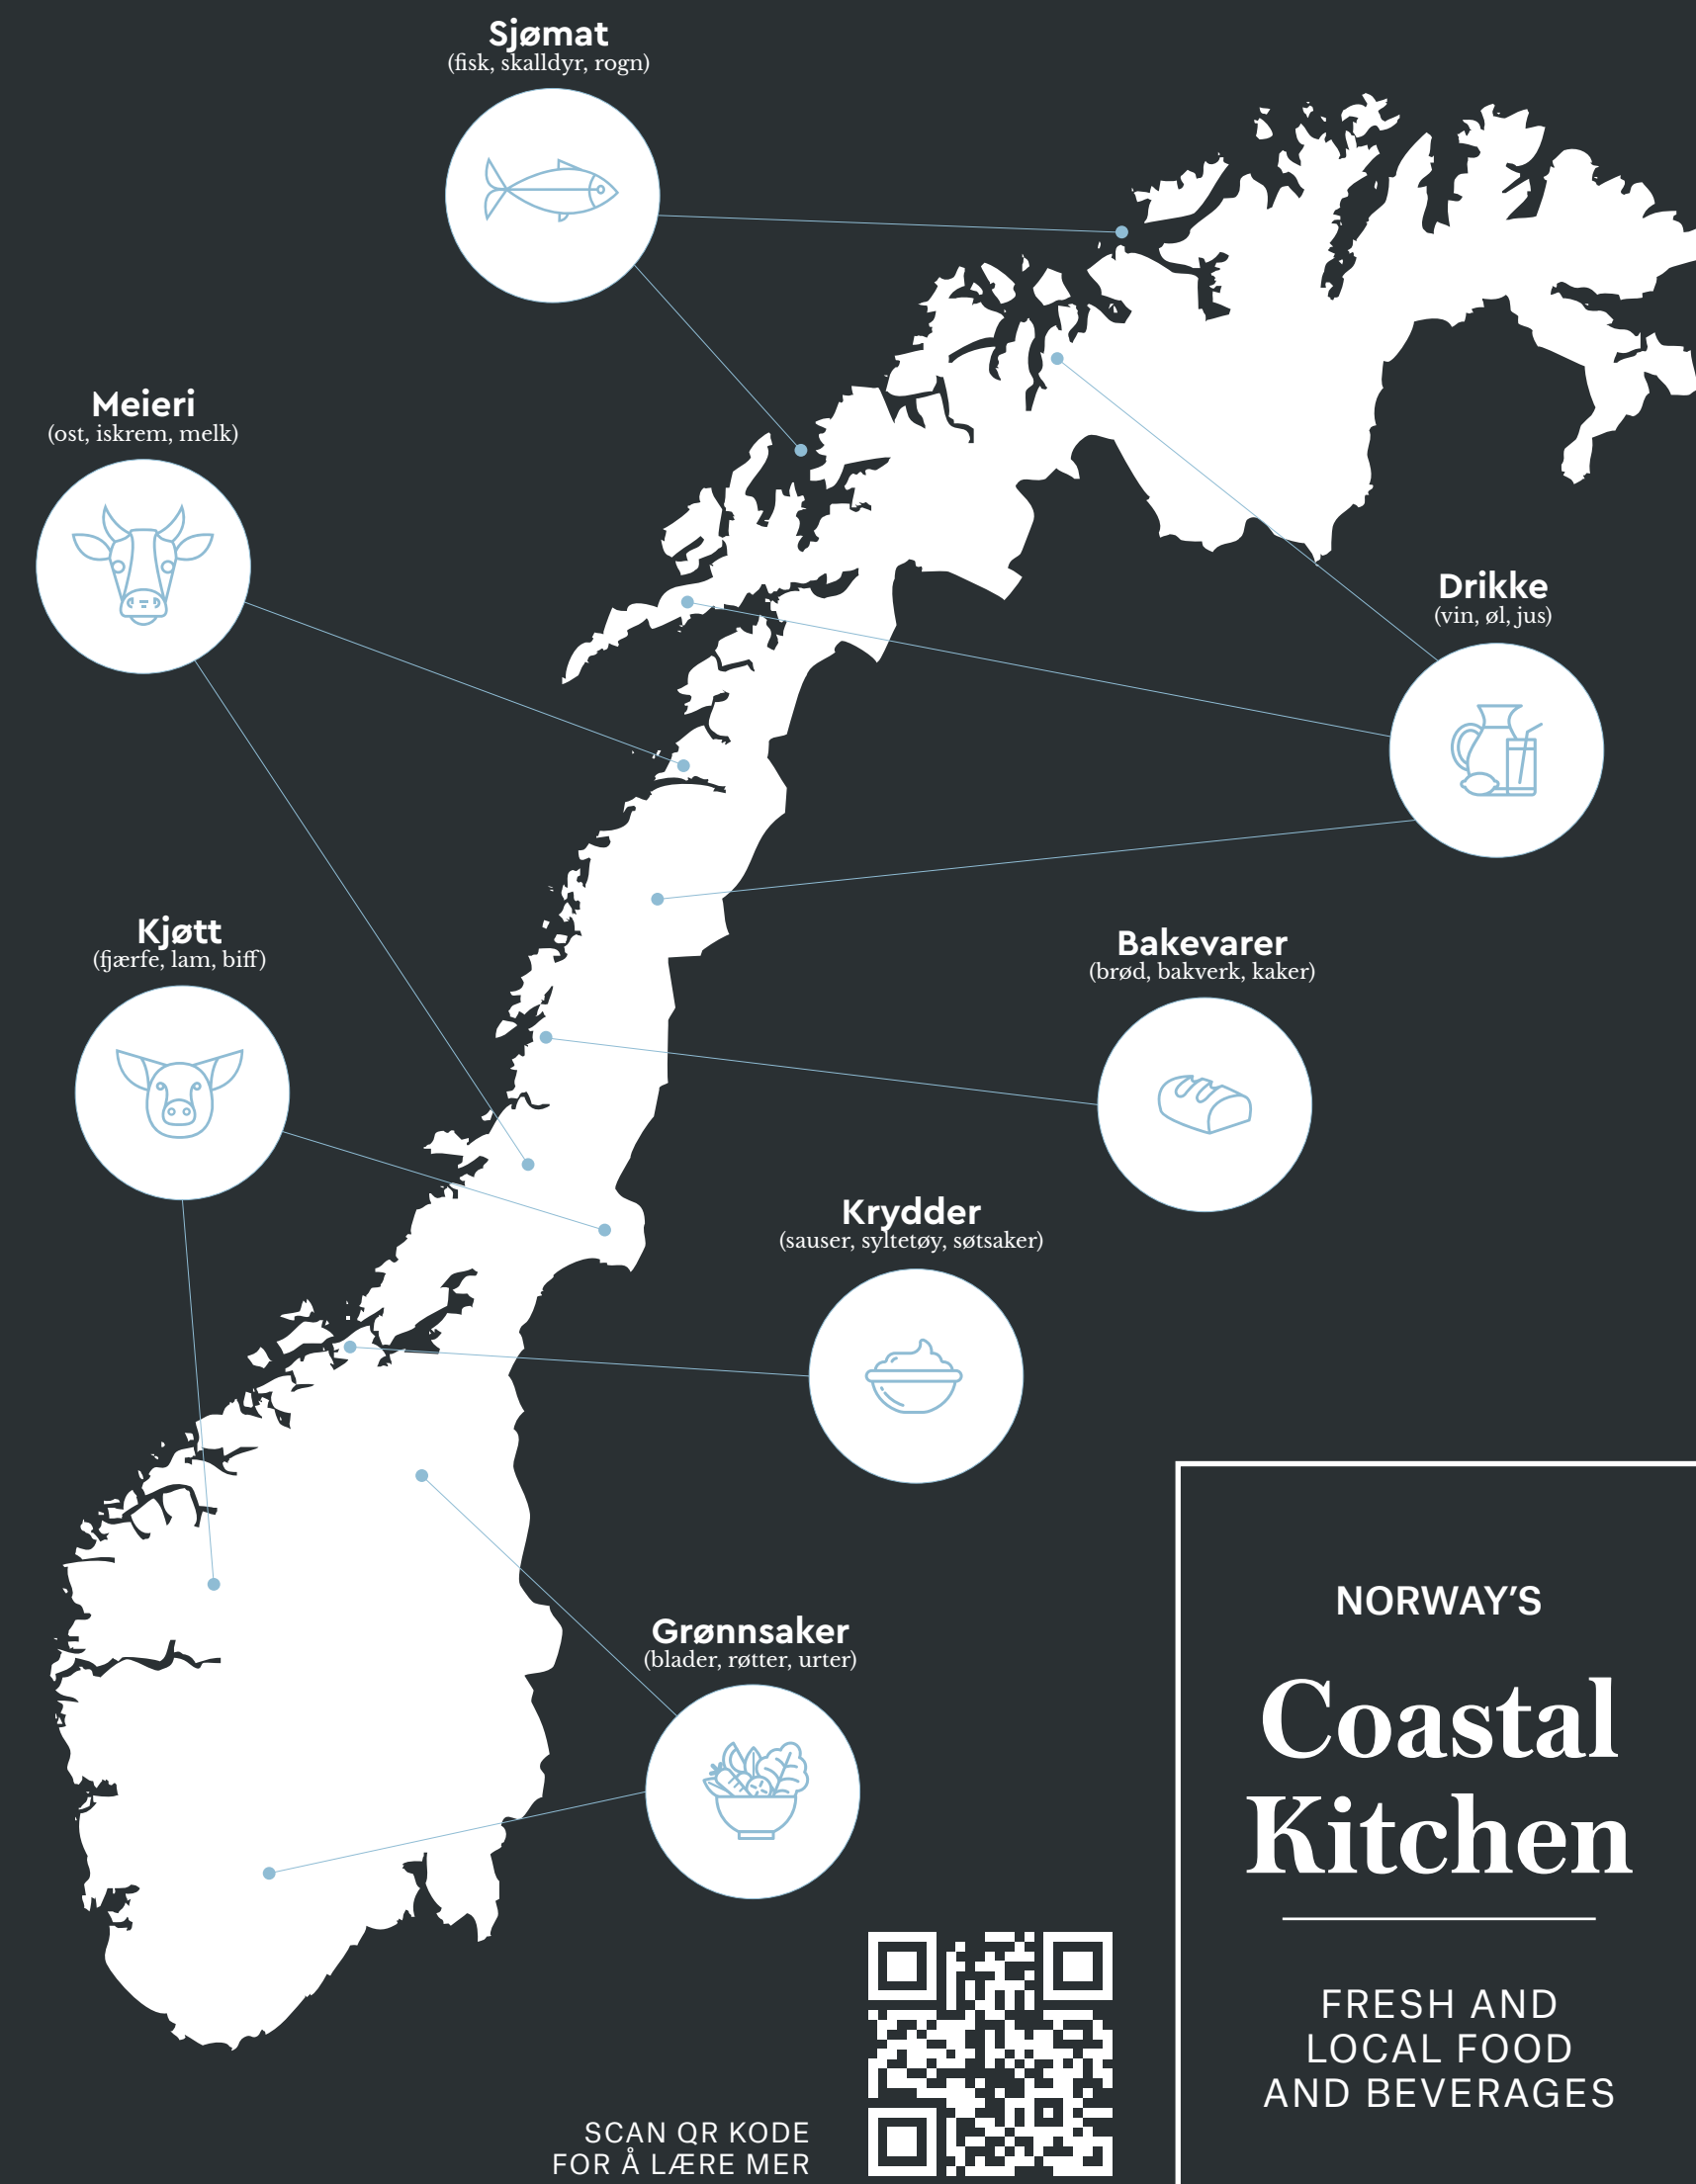 Sjømat
(fisk, skalldyr, rogn)
Meieri
(ost, iskrem, melk)
Drikke
(vin, øl, jus)
Kjøtt
(fjærfe, lam, biff)
Bakevarer
(brød, bakverk, kaker)
Krydder
(sauser, syltetøy, søtsaker)
Grønnsaker
(blader, røtter, urter)
NORWAY'S
Coastal
Kitchen
FRESH AND
LOCAL FOOD
AND BEVERAGES
SCAN QR KODE
FOR Å LÆRE MER